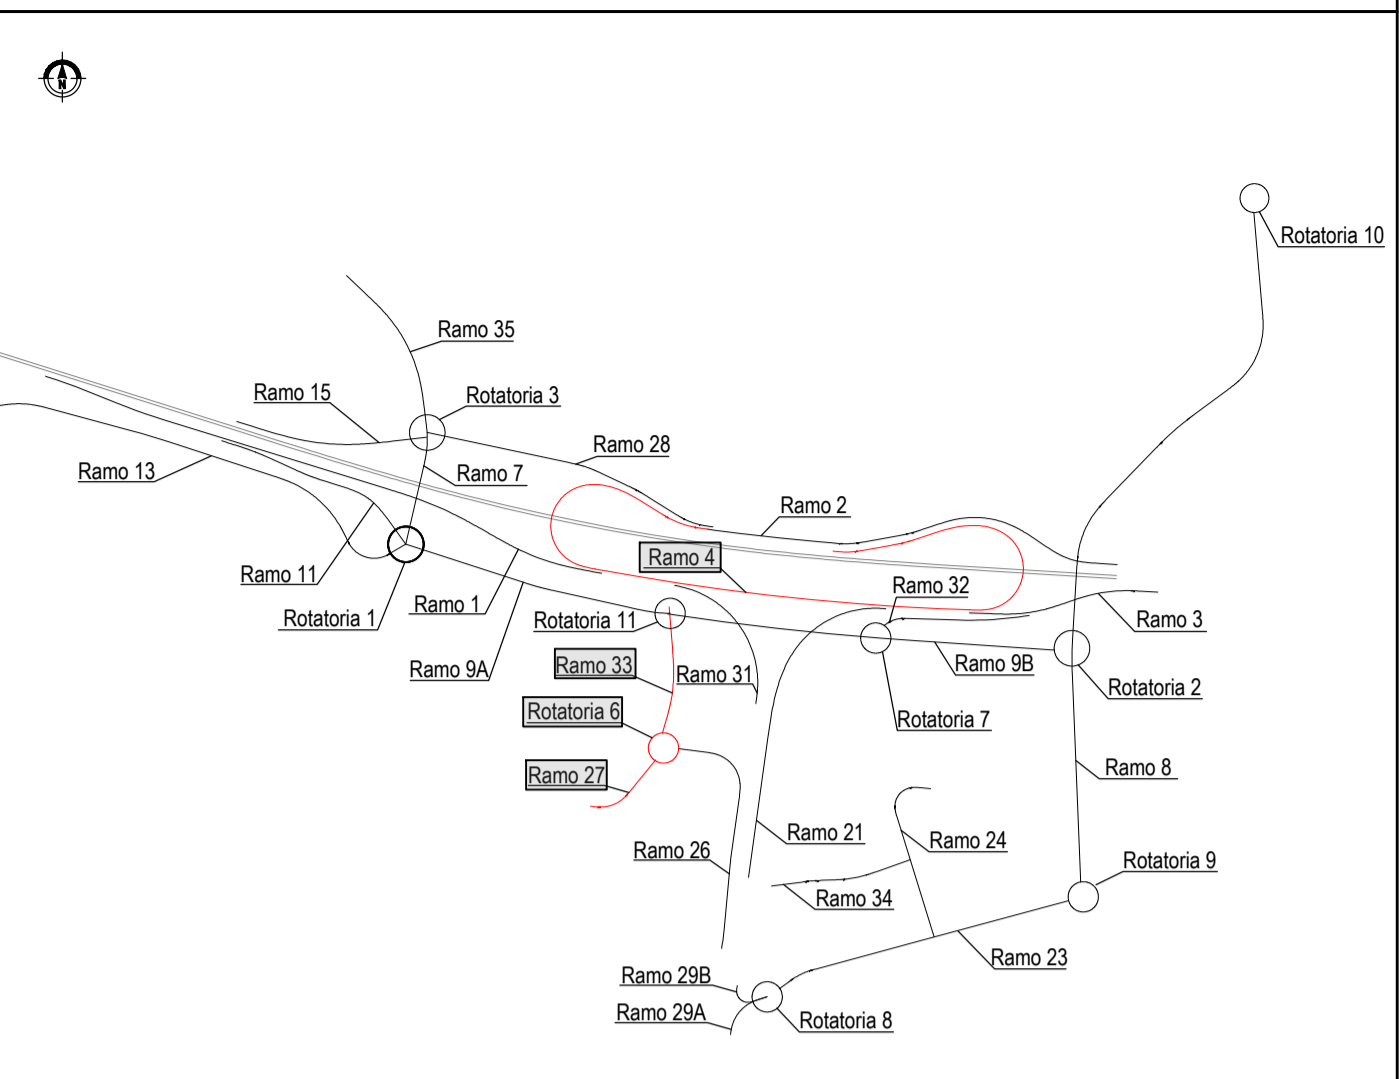 N
Rotatoria 10
Ramo 35
Ramo 15
Rotatoria 3
Ramo 28
Ramo 13
Ramo 7
Ramo 2
Ramo 4
Ramo 11
Ramo 32
Ramo 1
Rotatoria 1
Rotatoria 11
Ramo 3
Ramo 9A
Ramo 33
Ramo 31
Ramo 9B
Rotatoria 2
Rotatoria 6
Rotatoria 7
Ramo 27
Ramo 8
Ramo 21
Ramo 24
Ramo 26
Rotatoria 9
Ramo 34
Ramo 23
Ramo 29B
Ramo 29A
Rotatoria 8